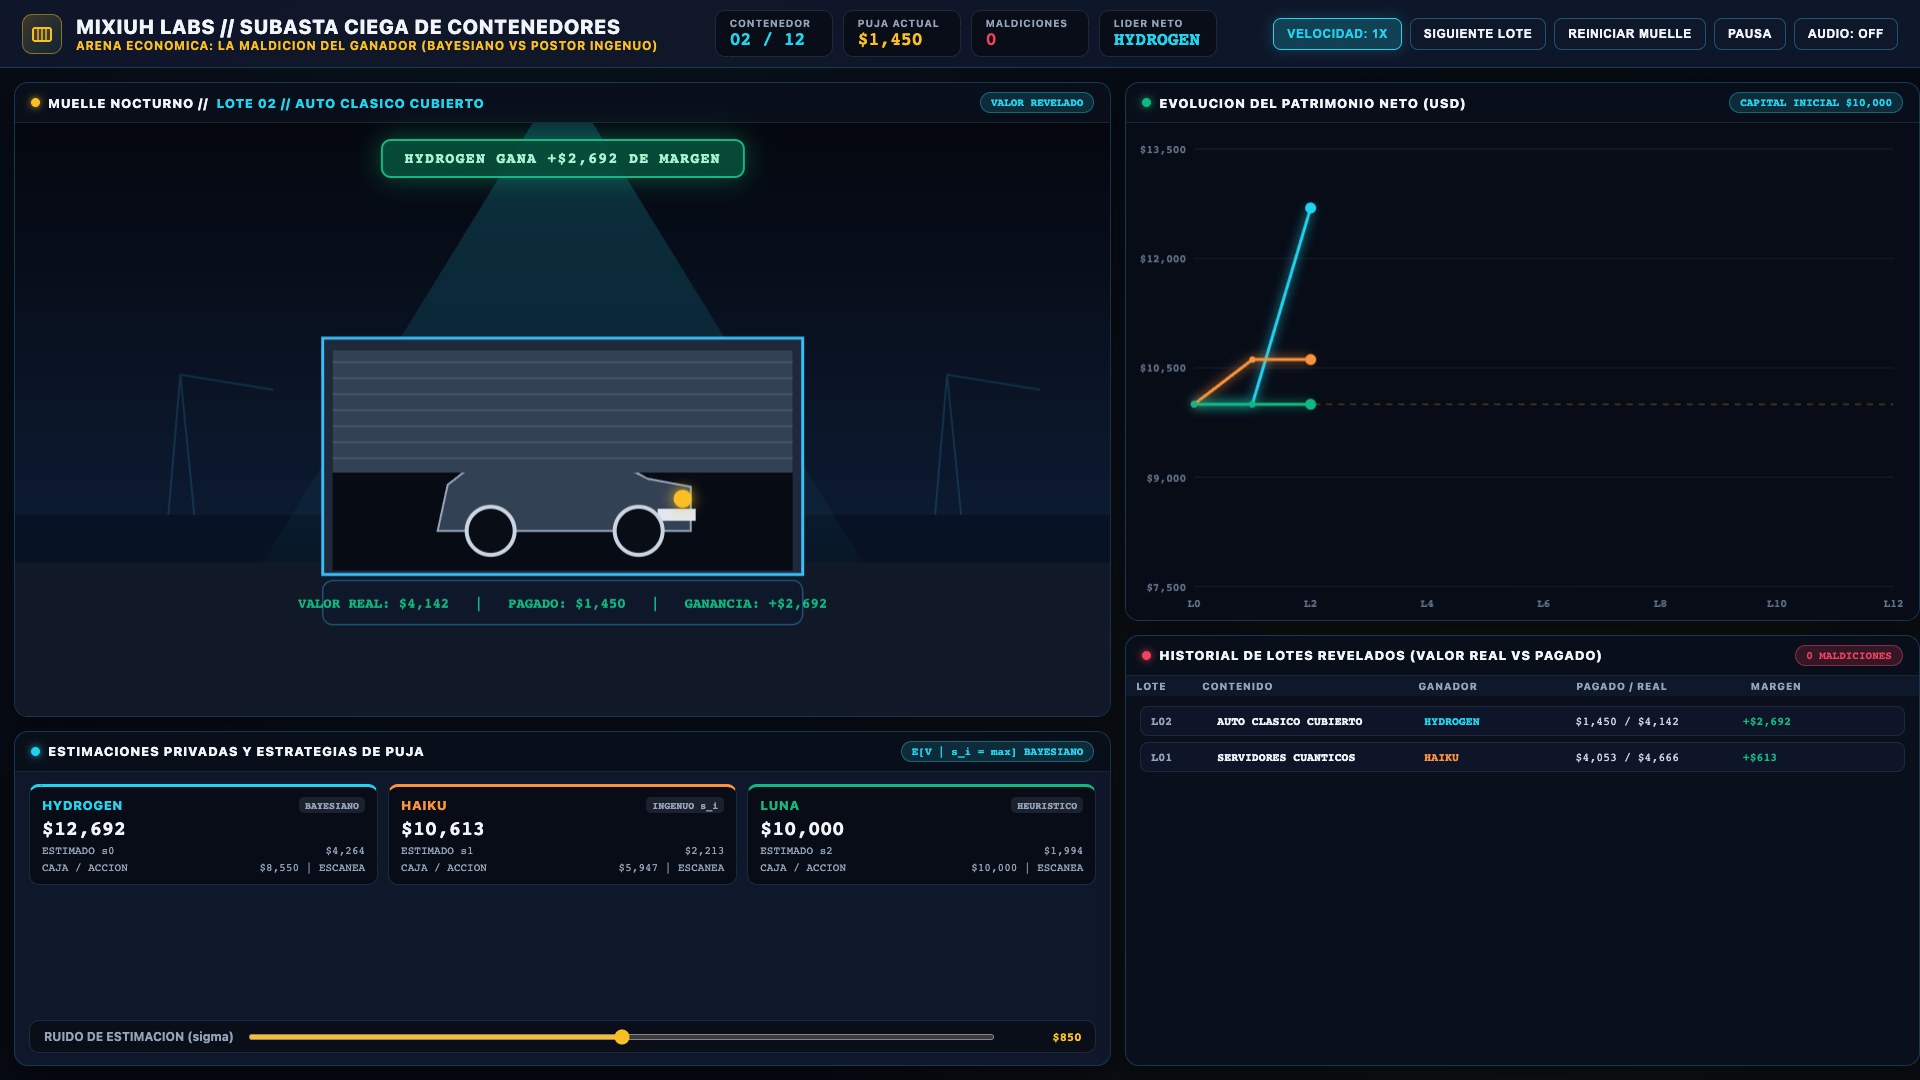 MIXIUH LABS // SUBASTA CIEGA DE CONTENEDORES
ARENA ECONOMICA: LA MALDICION DEL GANADOR (BAYESIANO VS POSTOR INGENUO)
CONTENEDOR
02 / 12
PUJA ACTUAL
$1,450
MALDICIONES
0
LIDER NETO
HYDROGEN
VELOCIDAD: 1X
SIGUIENTE LOTE
REINICIAR MUELLE
PAUSA
AUDIO: OFF
MUELLE NOCTURNO // LOTE 02 // AUTO CLASICO CUBIERTO
VALOR REVELADO
HYDROGEN GANA +$2,692 DE MARGEN
VALOR REAL: $4,142 | PAGADO: $1,450 | GANANCIA: +$2,692
EVOLUCION DEL PATRIMONIO NETO (USD)
CAPITAL INICIAL $10,000
$13,500
$12,000
$10,500
$9,000
$7,500
L0 L2 L4 L6 L8 L10 L12
ESTIMACIONES PRIVADAS Y ESTRATEGIAS DE PUJA
E[V | s_i = max] BAYESIANO
HYDROGEN BAYESIANO
$12,692
ESTIMADO s0 $4,264
CAJA / ACCION $8,550 | ESCANEA
HAIKU INGENUO s_i
$10,613
ESTIMADO s1 $2,213
CAJA / ACCION $5,947 | ESCANEA
LUNA HEURISTICO
$10,000
ESTIMADO s2 $1,994
CAJA / ACCION $10,000 | ESCANEA
RUIDO DE ESTIMACION (sigma) $850
HISTORIAL DE LOTES REVELADOS (VALOR REAL VS PAGADO)
0 MALDICIONES
LOTE CONTENIDO GANADOR PAGADO / REAL MARGEN
L02 AUTO CLASICO CUBIERTO HYDROGEN $1,450 / $4,142 +$2,692
L01 SERVIDORES CUANTICOS HAIKU $4,053 / $4,666 +$613